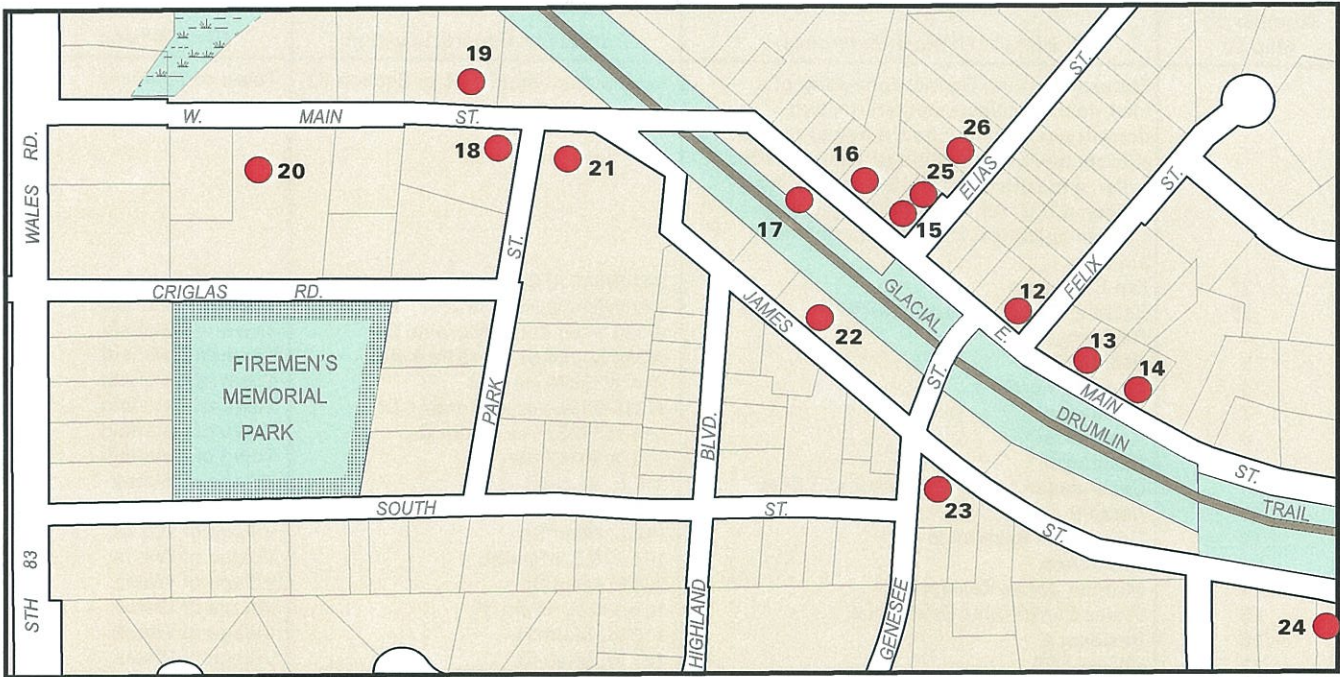 19
W. MAIN ST.
18
21
20
WALES RD.
16
26
25
15
17
ELIAS ST.
FELIX ST.
PARK ST.
CRIGLAS RD.
FIREMEN'S
MEMORIAL
PARK
JAMES ST.
22
12
13
14
E. MAIN ST.
GLACIAL DRUMLIN TRAIL
HIGHLAND BLVD.
GENESEE ST.
SOUTH ST.
23
STH 83
24